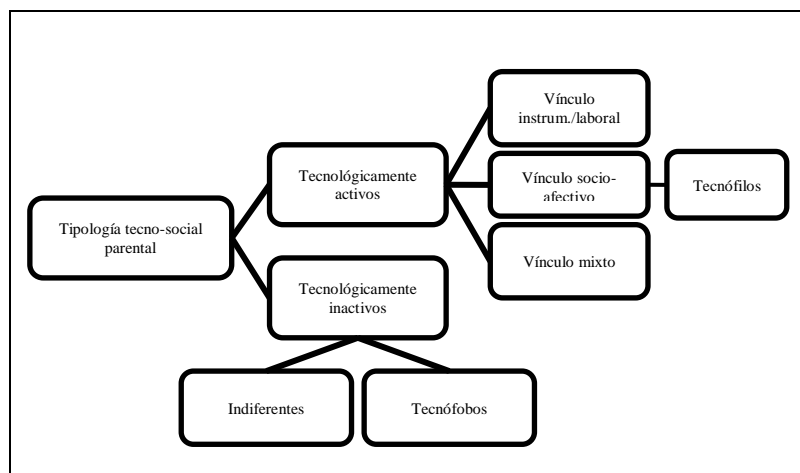 Vínculo
instrum./laboral
Tecnológicamente
activos
Vínculo socio-
afectivo
Tecnófilos
Tipología tecno-social
parental
Vínculo mixto
Tecnológicamente
inactivos
Indiferentes
Tecnófobos